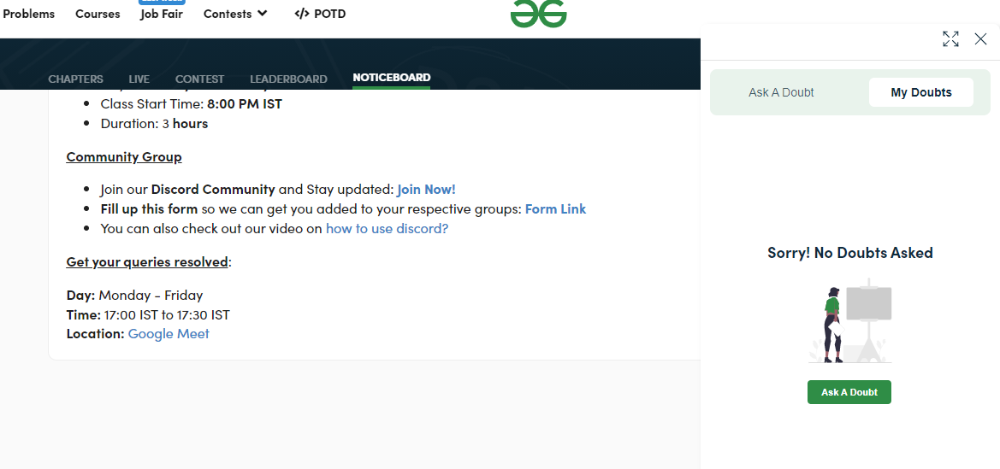 Problems Courses Job Fair Contests </> POTD
CHAPTERS LIVE CONTEST LEADERBOARD NOTICEBOARD
Class Start Time: 8:00 PM IST
Duration: 3 hours
Community Group
Join our Discord Community and Stay updated: Join Now!
Fill up this form so we can get you added to your respective groups: Form Link
You can also check out our video on how to use discord?
Get your queries resolved:
Day: Monday - Friday
Time: 17:00 IST to 17:30 IST
Location: Google Meet
Ask A Doubt My Doubts
Sorry! No Doubts Asked
Ask A Doubt